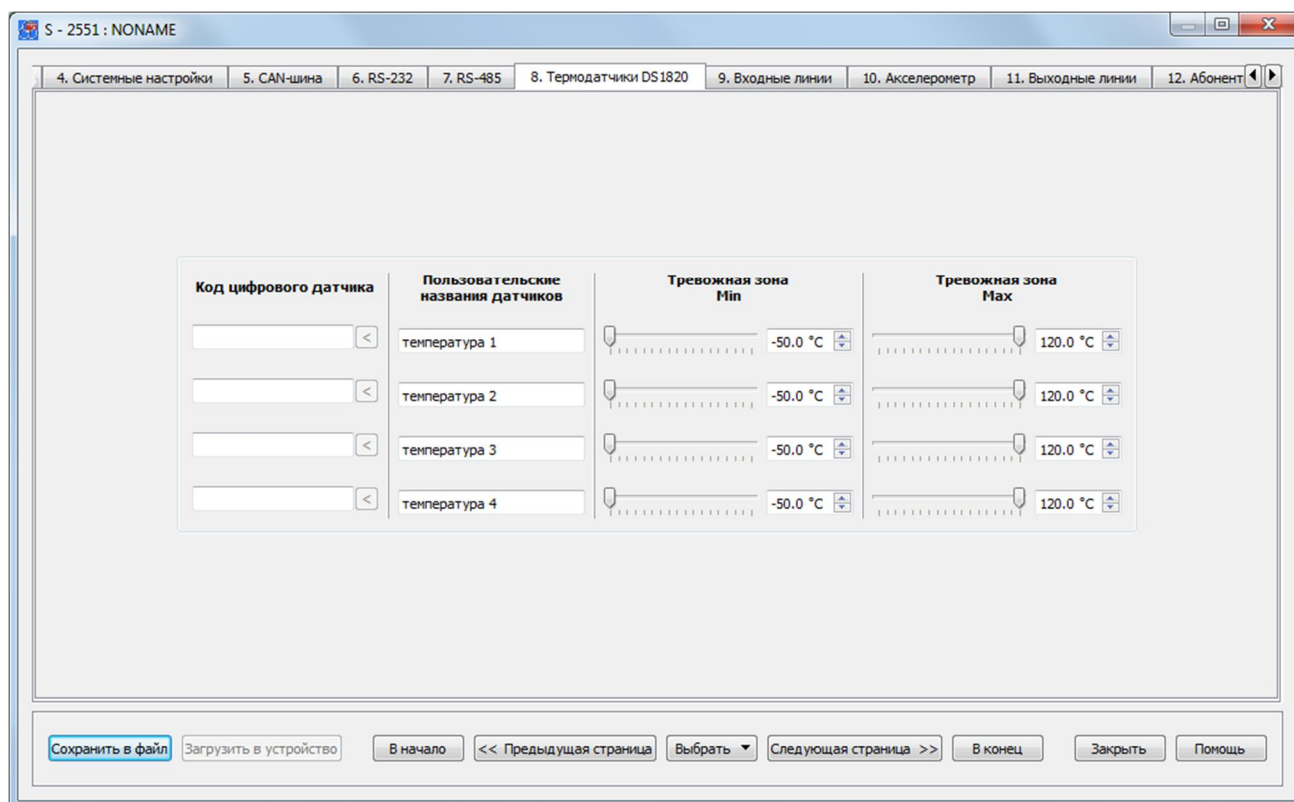 S - 2551 : NONAME
4. Системные настройки
5. CAN-шина
6. RS-232
7. RS-485
8. Термодатчики DS1820
9. Входные линии
10. Акселерометр
11. Выходные линии
12. Абонент
Код цифрового датчика
Пользовательские
названия датчиков
Тревожная зона
Min
Тревожная зона
Max
<
температура 1
-50.0 °C
120.0 °C
<
температура 2
-50.0 °C
120.0 °C
<
температура 3
-50.0 °C
120.0 °C
<
температура 4
-50.0 °C
120.0 °C
Сохранить в файл
Загрузить в устройство
В начало
<< Предыдущая страница
Выбрать
Следующая страница >>
В конец
Закрыть
Помощь